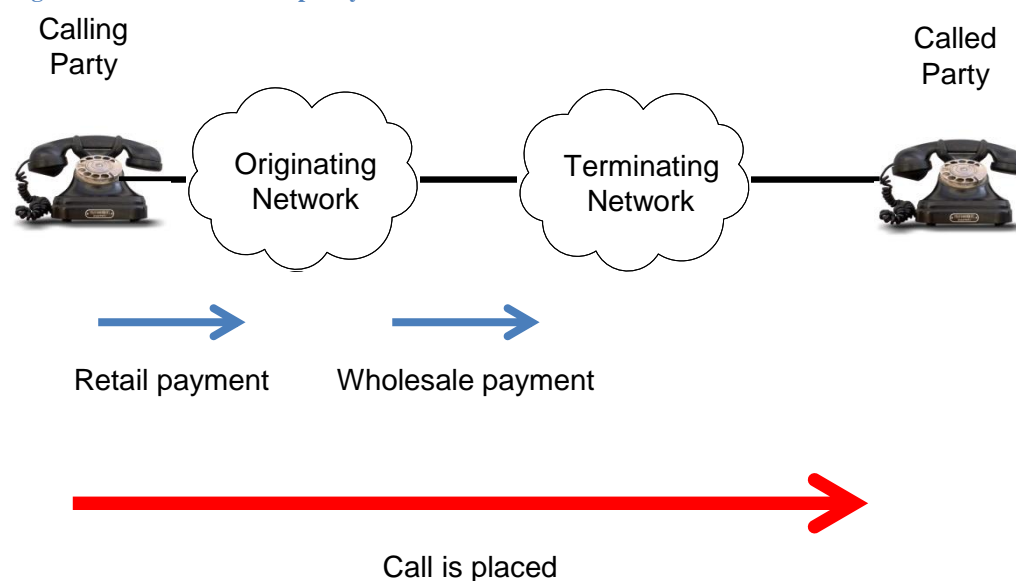 Calling
Party
Called
Party
Originating
Network
Terminating
Network
Retail payment
Wholesale payment
Call is placed